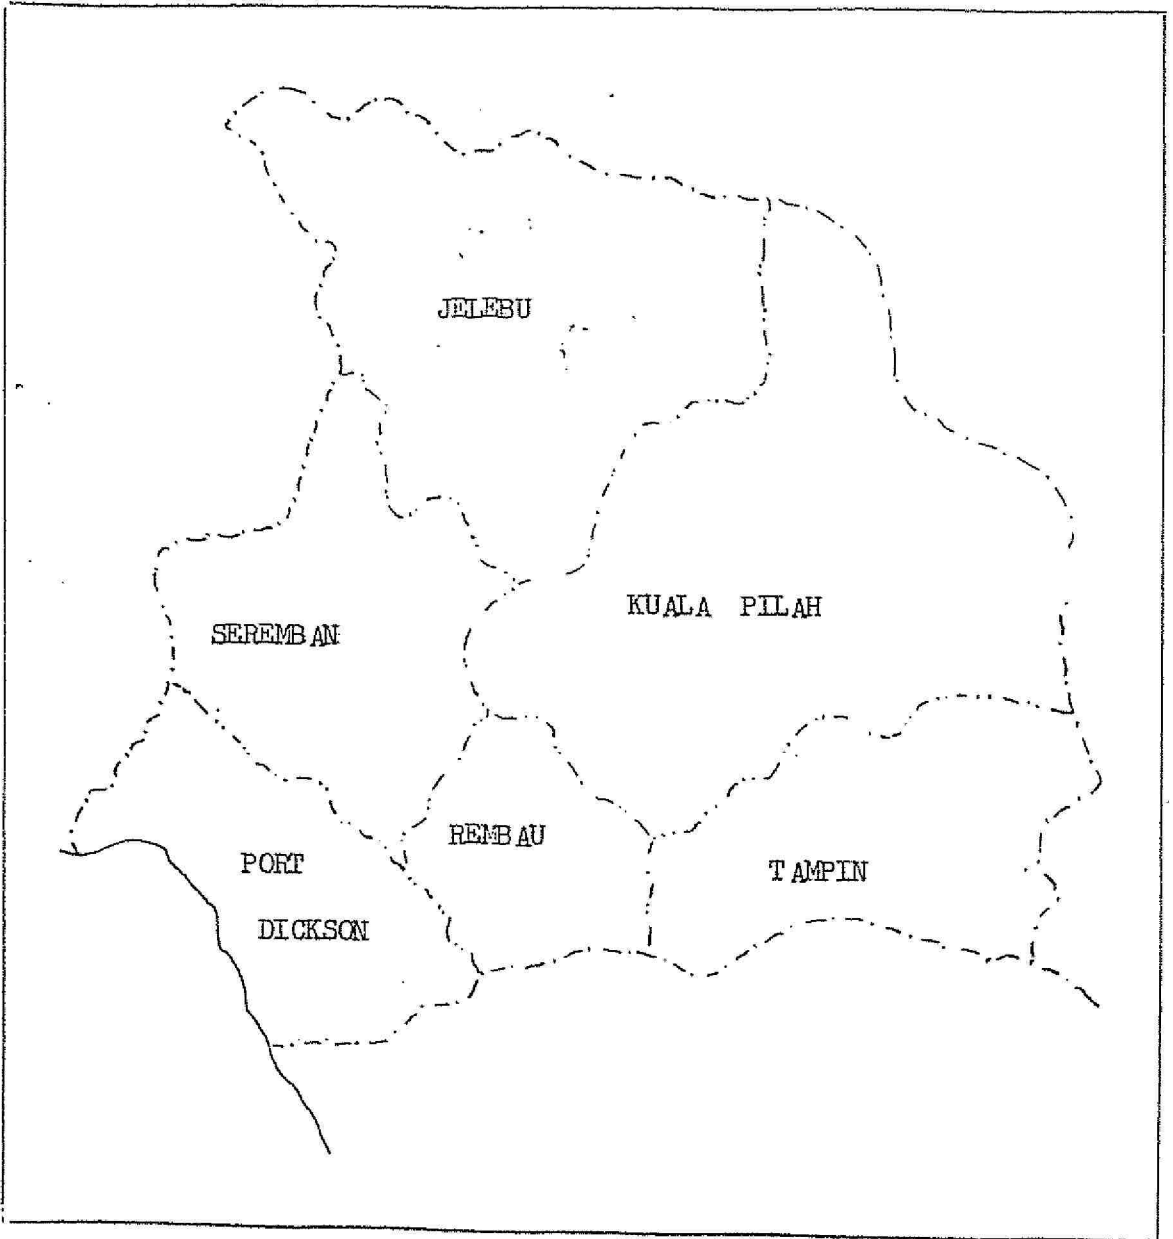 JELEBU
KUALA PILAH
SEREMBAN
REMBAU
PORT
DICKSON
TAMPIN